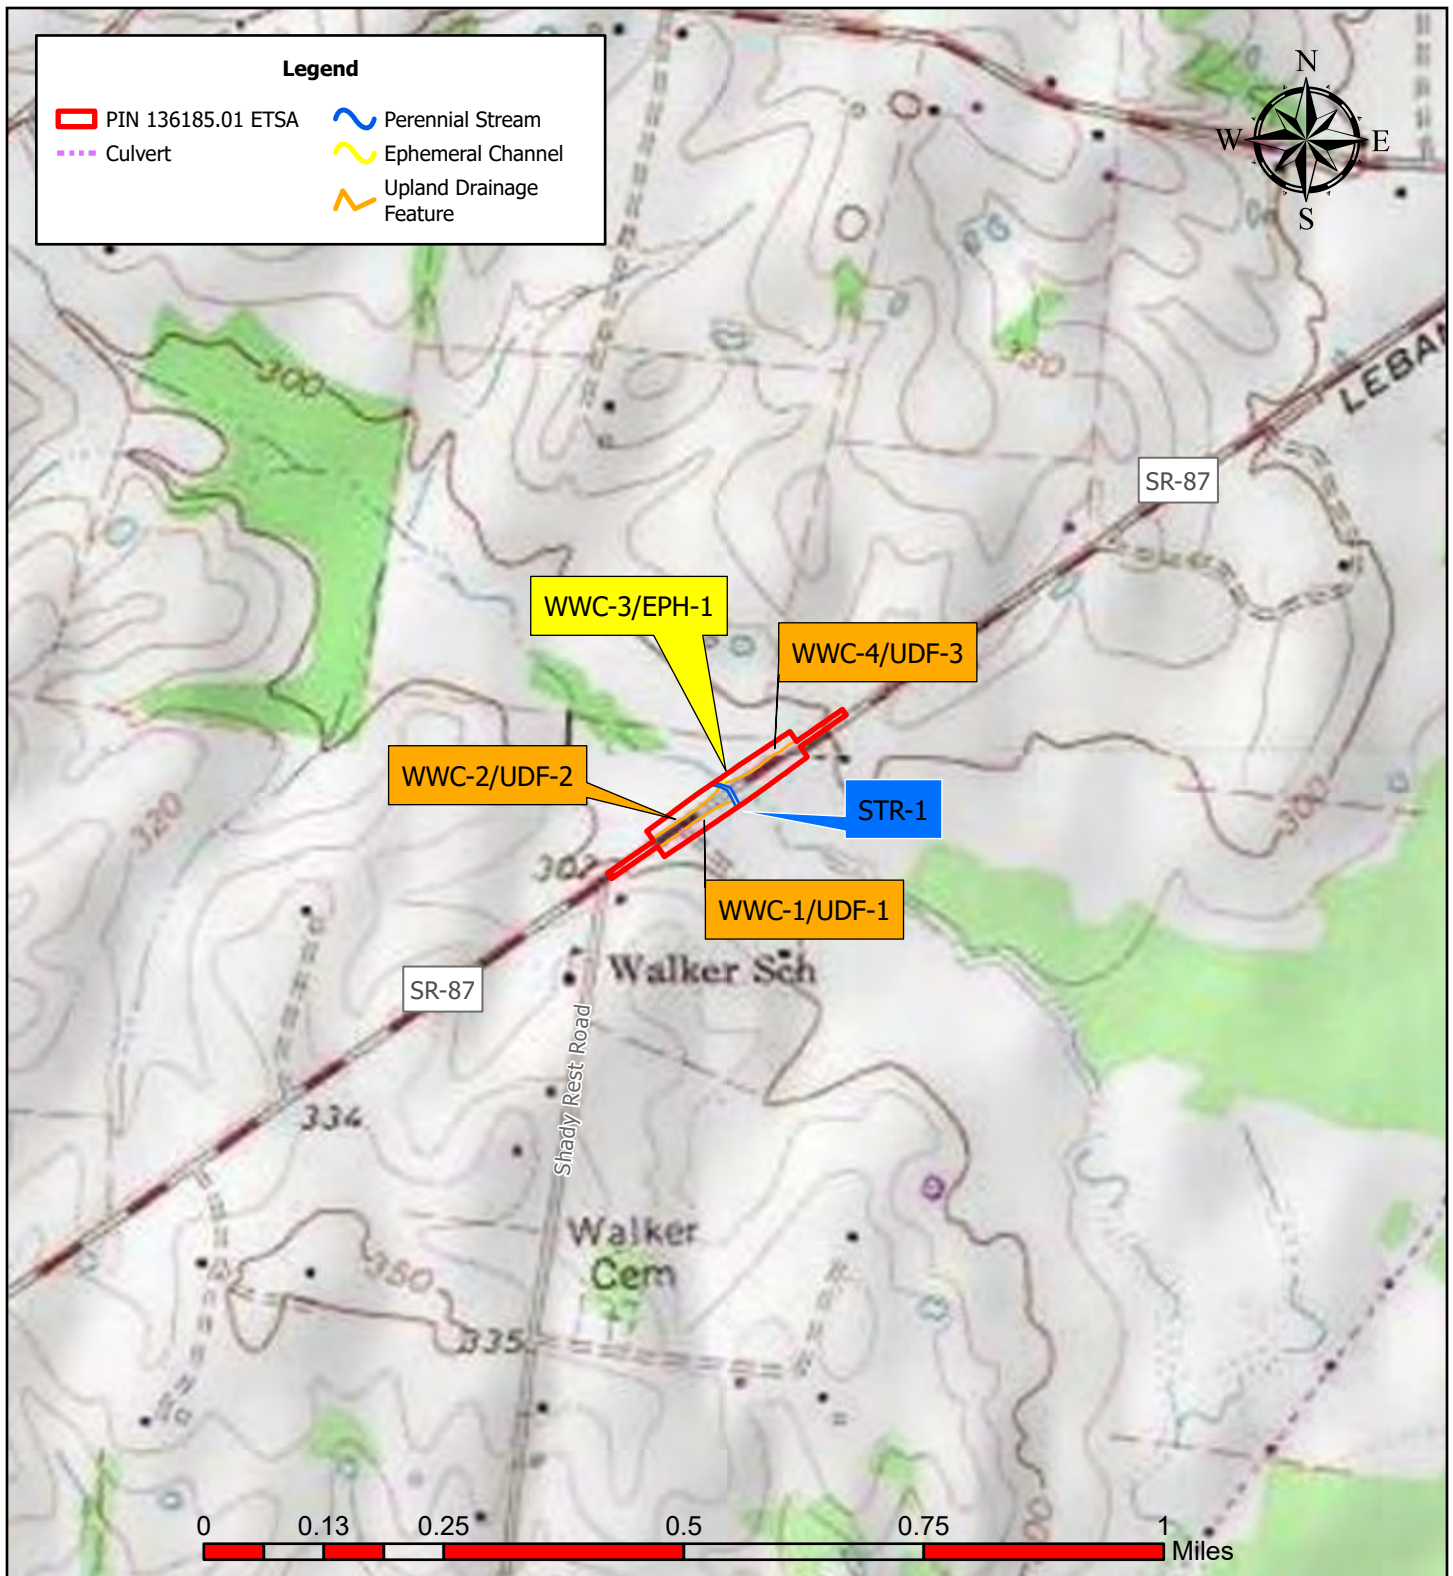 Legend
PIN 136185.01 ETSA
Culvert
Perennial Stream
Ephemeral Channel
Upland Drainage
Feature
N
W
E
S
300
350
LEBA
SR-87
WWC-3/EPH-1
WWC-4/UDF-3
WWC-2/UDF-2
STR-1
WWC-1/UDF-1
320
300
302
Walker Sch
SR-87
Shady Rest Road
334
Walker
Cem
350
335
0
0.13
0.25
0.5
0.75
1
Miles